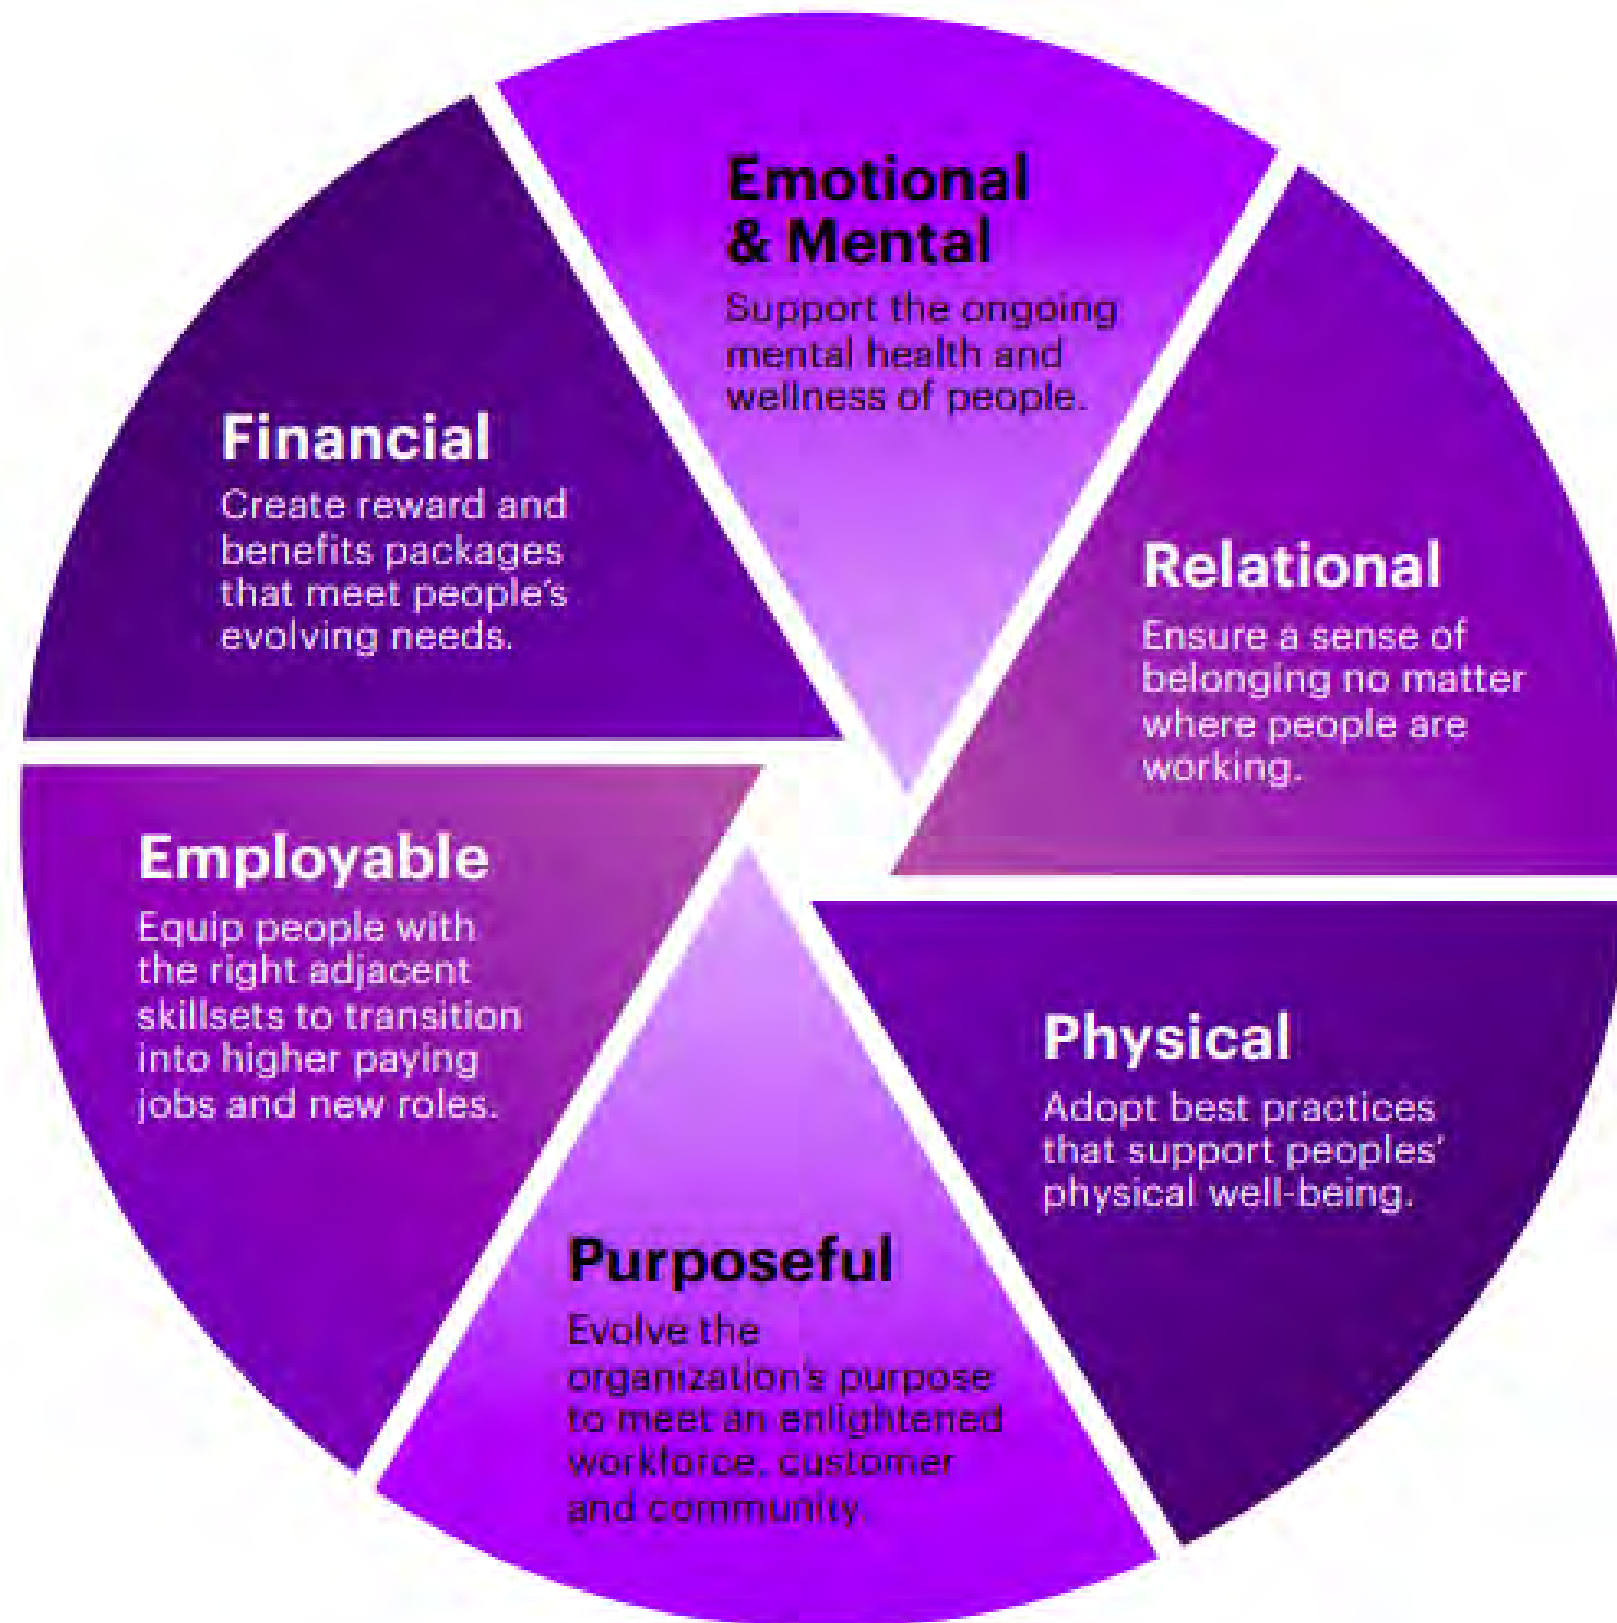 Emotional
& Mental
Support the ongoing
mental health and
wellness of people.
Relational
Ensure a sense of
belonging no matter
where people are
working.
Physical
Adopt best practices
that support peoples'
physical well-being.
Purposeful
Evolve the
organization's purpose
to meet an enlightened
workforce, customer
and community.
Employable
Equip people with
the right adjacent
skillsets to transition
into higher paying
jobs and new roles.
Financial
Create reward and
benefits packages
that meet people's
evolving needs.